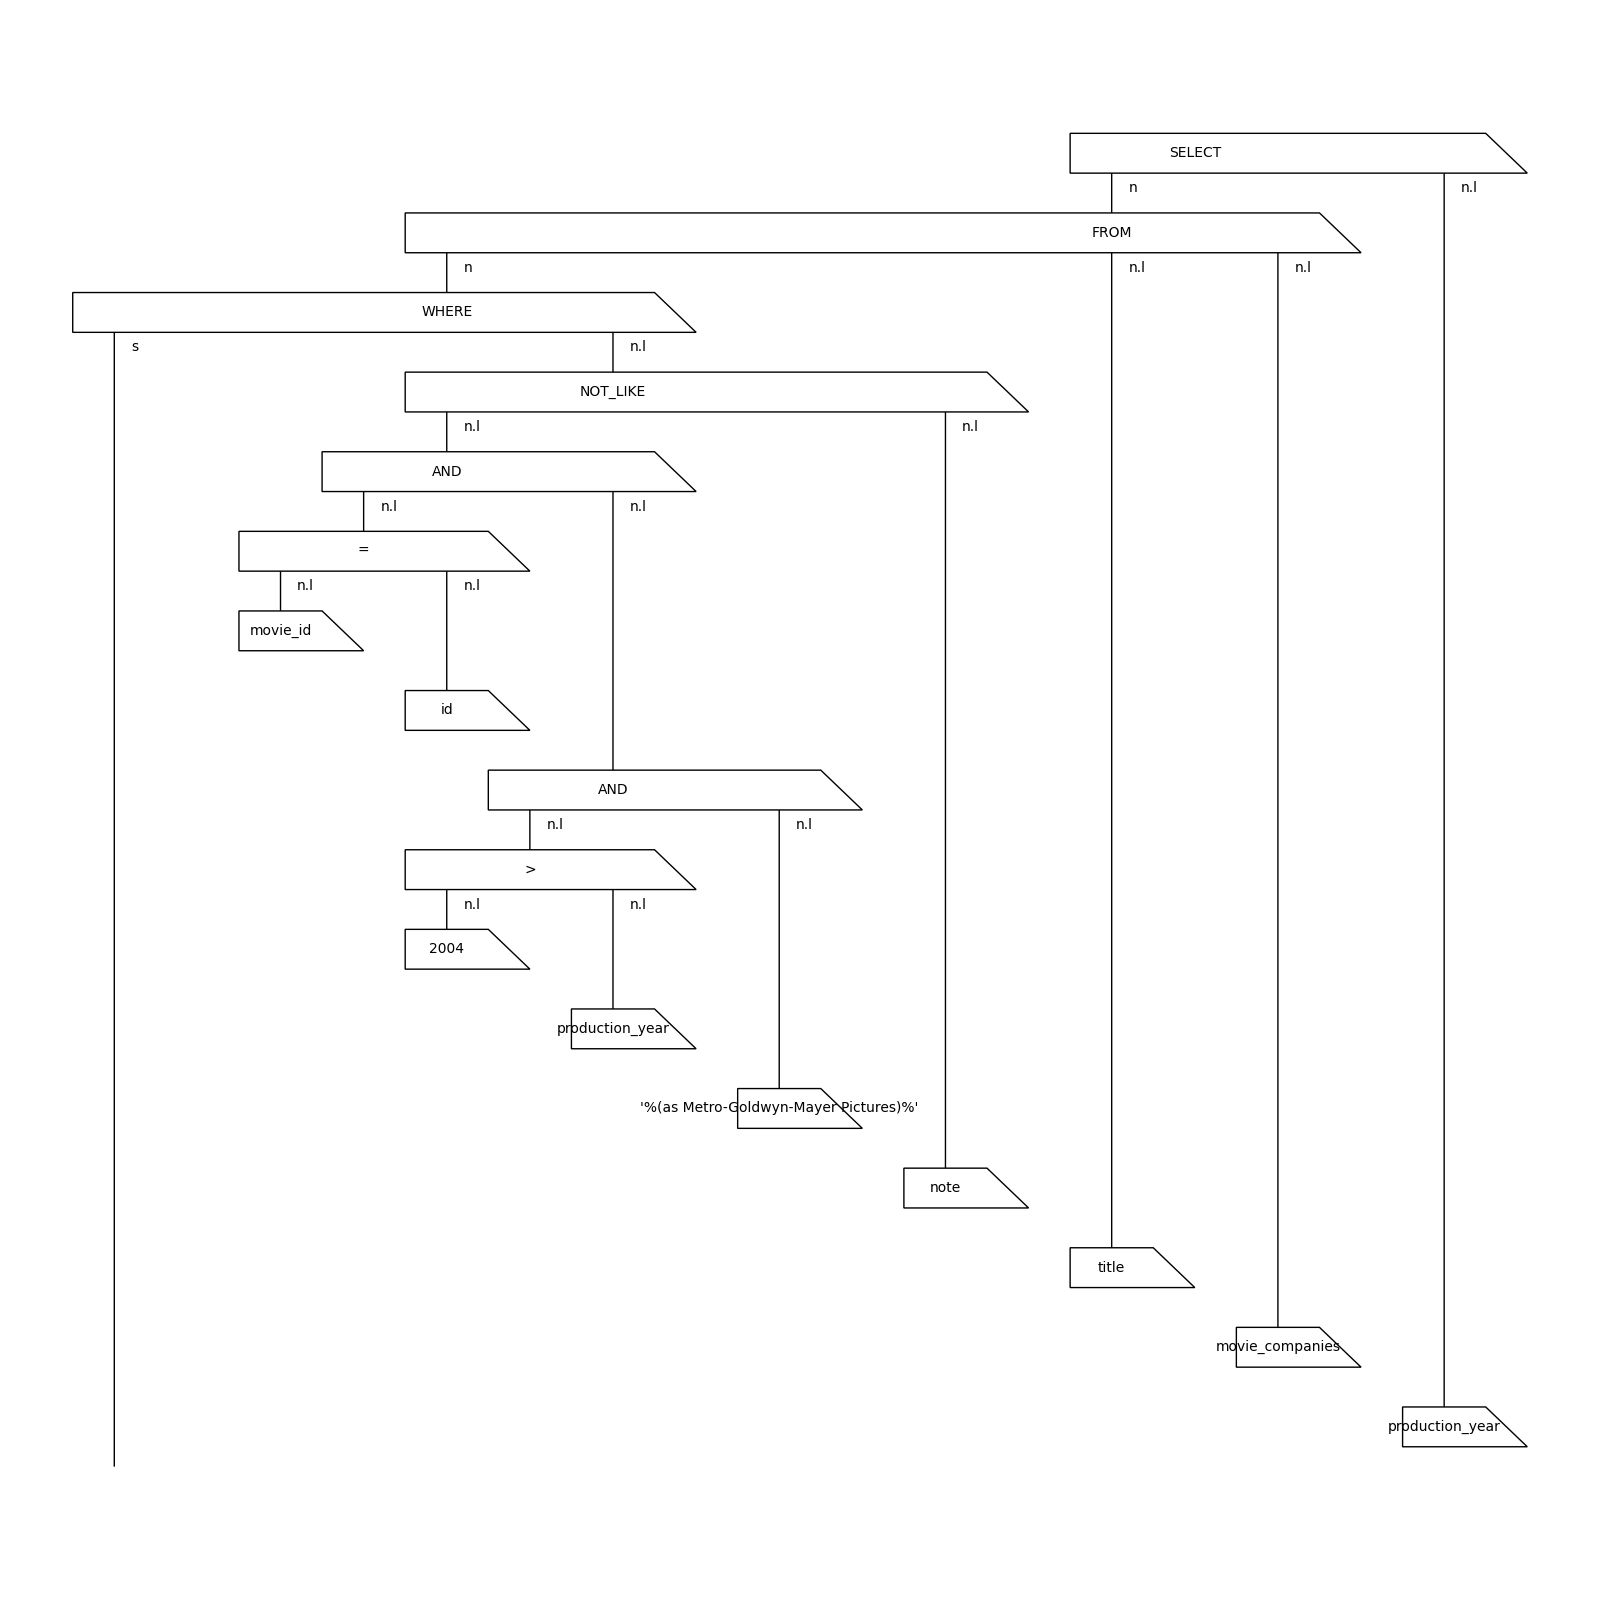 SELECT
n n.l
FROM
n n.l n.l
WHERE
s n.l
NOT_LIKE
n.l n.l
AND
n.l n.l
=
n.l n.l
movie_id
id
AND
n.l n.l
>
n.l n.l
2004
production_year
'%(as Metro-Goldwyn-Mayer Pictures)%'
note
title
movie_companies
production_year